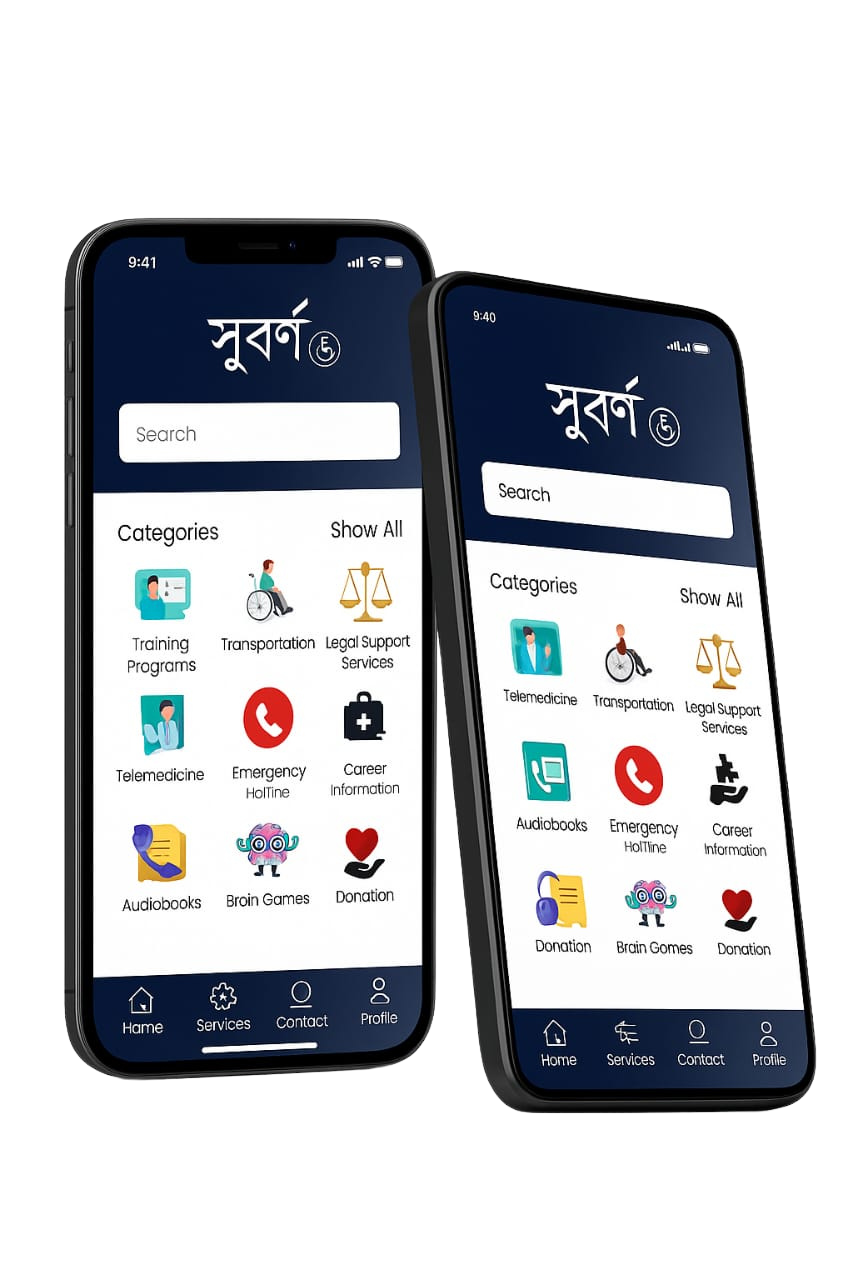 9:41
সুবর্ণ
Search
Categories
Show All
Training
Programs
Transportation
Legal Support
Services
Telemedicine
Emergency
HolTine
Career
Information
Audiobooks
Broin Games
Donation
Hame
Services
Contact
Profile
9:40
সুবর্ণ
Search
Categories
Show All
Telemedicine
Transportation
Legal Support
Services
Audiobooks
Emergency
HolTline
Career
Information
Donation
Brain Gomes
Donation
Home
Services
Contact
Profile